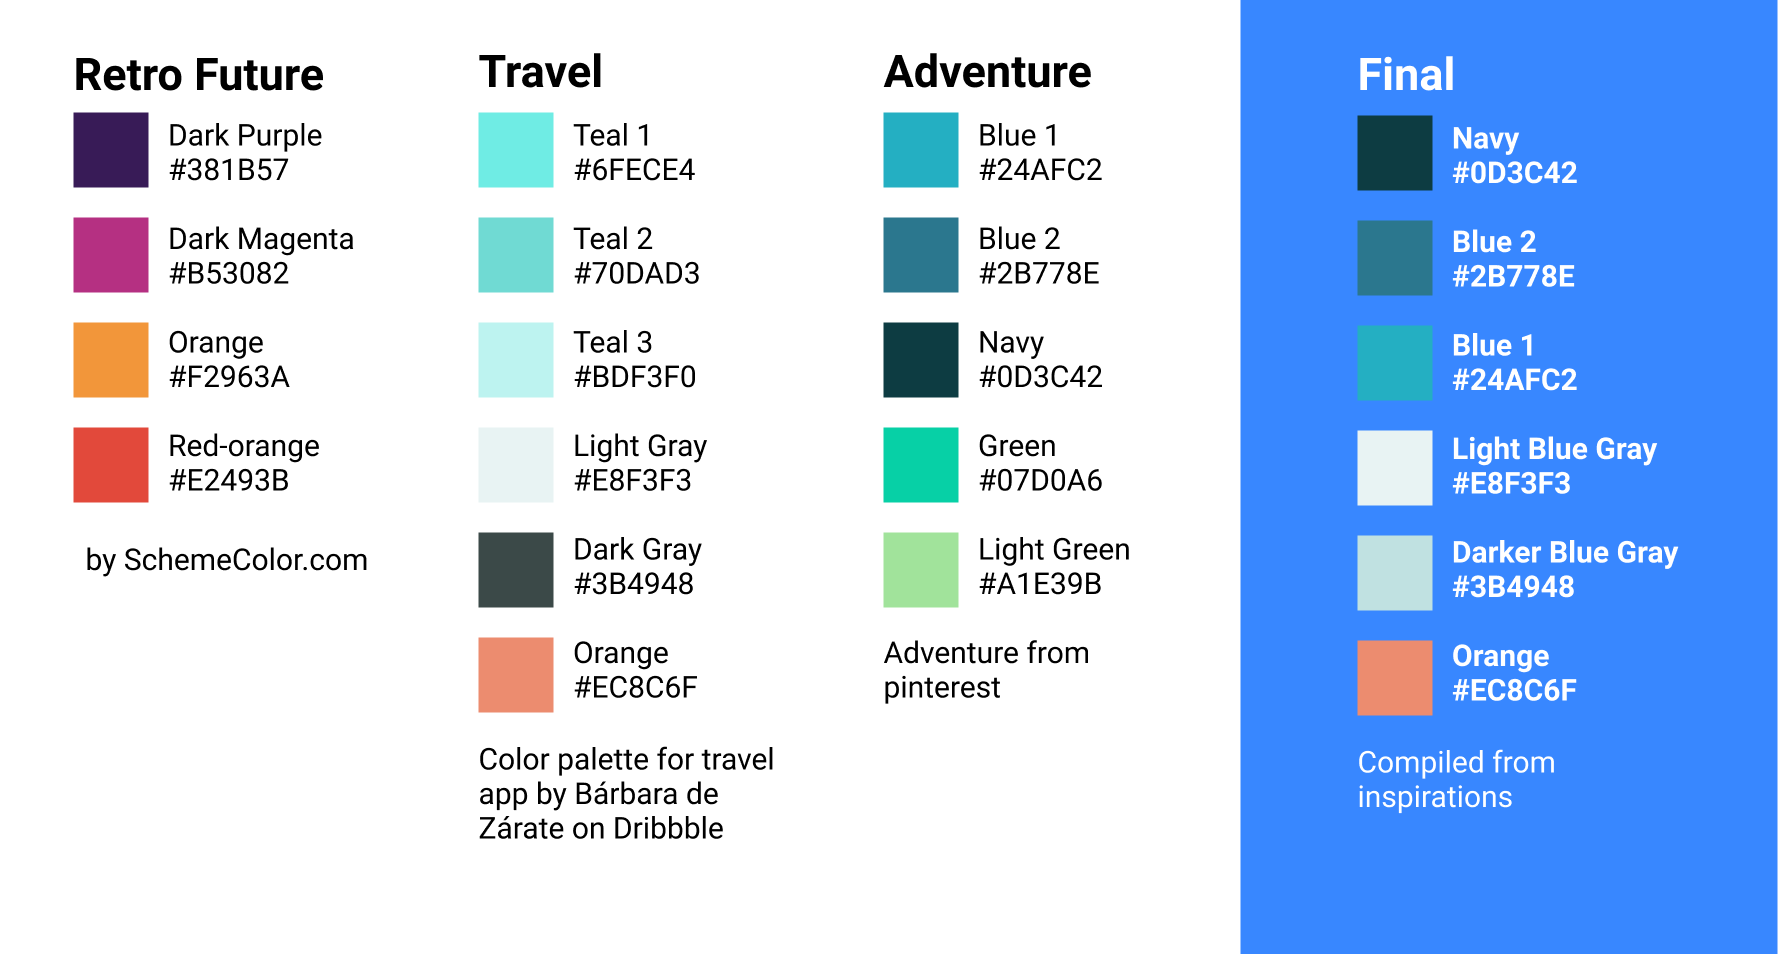 Retro Future
Dark Purple
#381B57
Dark Magenta
#B53082
Orange
#F2963A
Red-orange
#E2493B
by SchemeColor.com
Travel
Teal 1
#6FECE4
Teal 2
#70DAD3
Teal 3
#BDF3F0
Light Gray
#E8F3F3
Dark Gray
#3B4948
Orange
#EC8C6F
Color palette for travel
app by Bárbara de
Zárate on Dribbble
Adventure
Blue 1
#24AFC2
Blue 2
#2B778E
Navy
#0D3C42
Green
#07D0A6
Light Green
#A1E39B
Adventure from
pinterest
Final
Navy
#0D3C42
Blue 2
#2B778E
Blue 1
#24AFC2
Light Blue Gray
#E8F3F3
Darker Blue Gray
#3B4948
Orange
#EC8C6F
Compiled from
inspirations